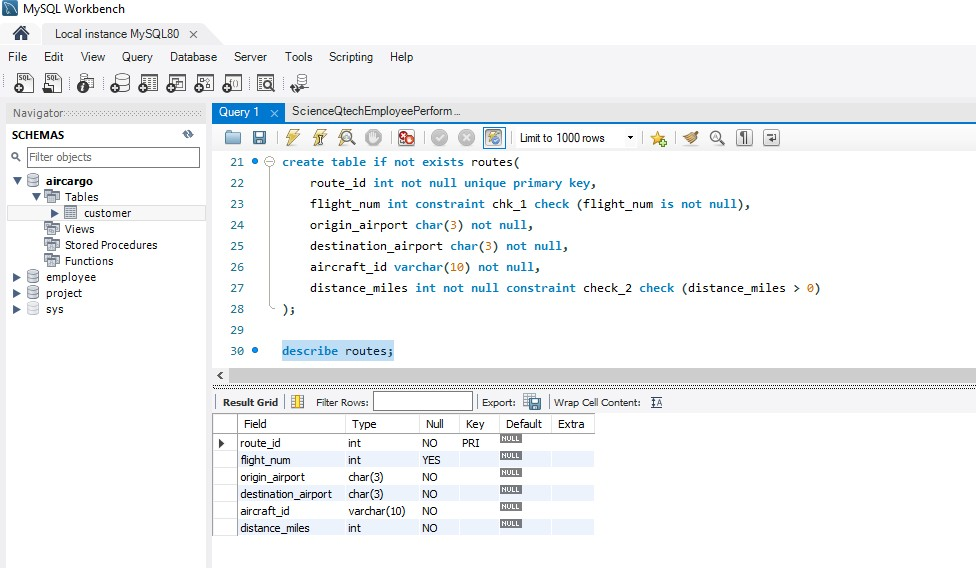 MySQL Workbench
Local instance MySQL80 ×
File Edit View Query Database Server Tools Scripting Help
Navigator
Query 1 × ScienceQtechEmployeePerform...
SCHEMAS
Filter objects
Limit to 1000 rows
aircargo
Tables
customer
Views
Stored Procedures
Functions
employee
project
sys
21 create table if not exists routes(
22 route_id int not null unique primary key,
23 flight_num int constraint chk_1 check (flight_num is not null),
24 origin_airport char(3) not null,
25 destination_airport char(3) not null,
26 aircraft_id varchar(10) not null,
27 distance_miles int not null constraint check_2 check (distance_miles > 0)
28 );
29
30 describe routes;
Result Grid Filter Rows: Export: Wrap Cell Content:
Field Type Null Key Default Extra
route_id int NO PRI NULL
flight_num int YES NULL
origin_airport char(3) NO NULL
destination_airport char(3) NO NULL
aircraft_id varchar(10) NO NULL
distance_miles int NO NULL